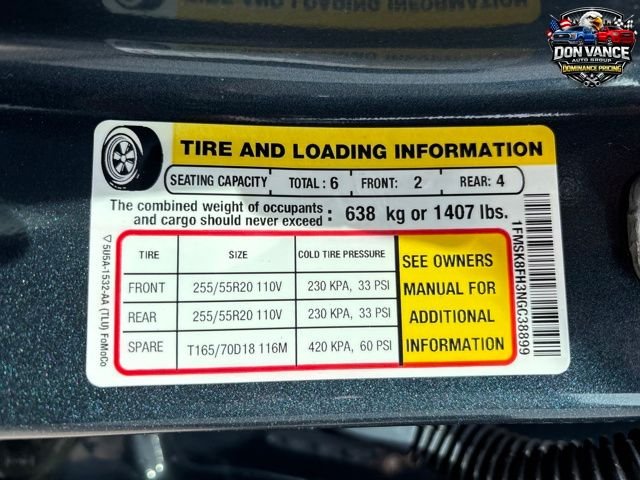 DON VANCE
AUTO GROUP
DOMINANCE PRICING
TIRE AND LOADING INFORMATION
SEATING CAPACITY TOTAL : 6 FRONT: 2 REAR: 4
The combined weight of occupants
and cargo should never exceed : 638 kg or 1407 lbs.
TIRE SIZE COLD TIRE PRESSURE
FRONT 255/55R20 110V 230 KPA, 33 PSI
REAR 255/55R20 110V 230 KPA, 33 PSI
SPARE T165/70D18 116M 420 KPA, 60 PSI
SEE OWNERS
MANUAL FOR
ADDITIONAL
INFORMATION
5U5A-1532-AA (TLU) FoMoCo
1FMSK8FH3NGC38899